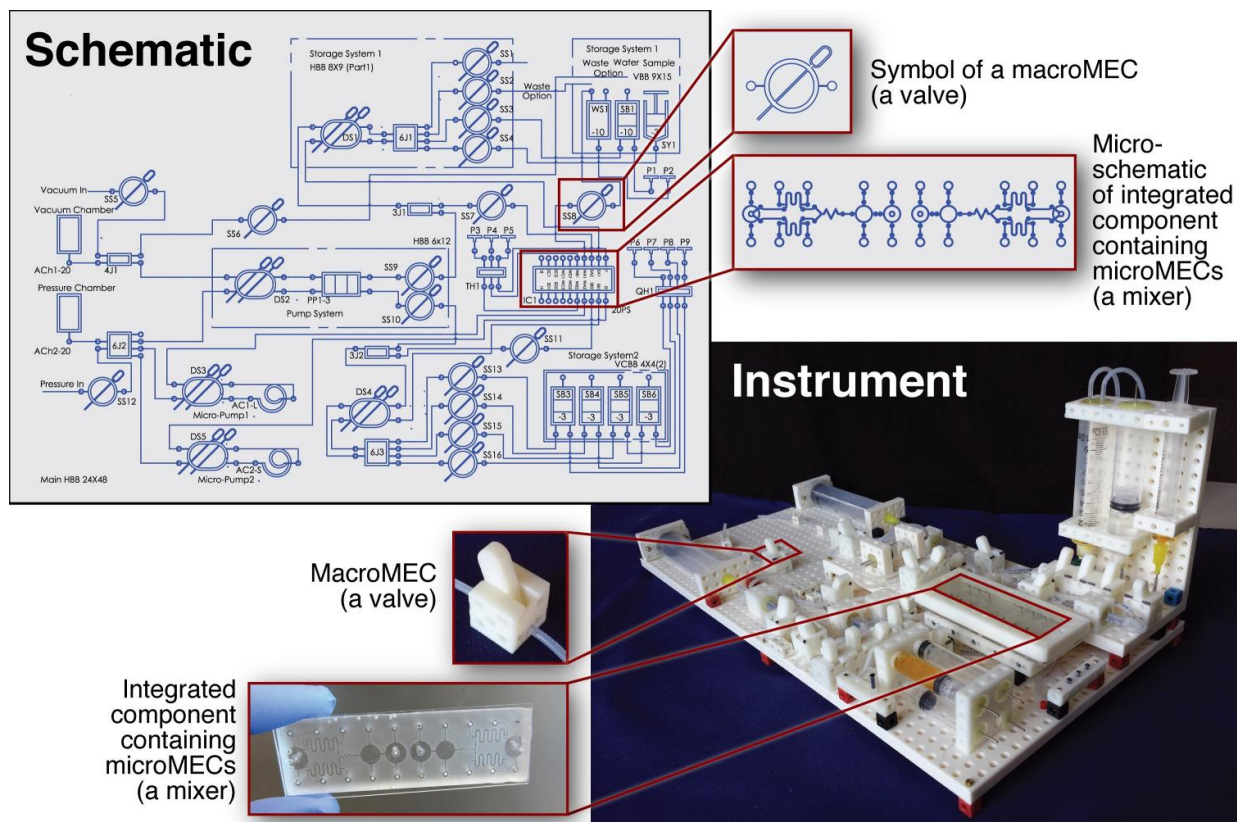 Schematic
Storage System 1
HBB 8X9 (Part1)
SS1
SS2
SS3
SS4
Waste
Option
DS1
6J1
Storage System 1
Waste Water Sample
Option
VBB 9X15
WS1
-10
SB1
-10
-3
SY1
P1 P2
Symbol of a macroMEC
(a valve)
Micro-
schematic
of integrated
component
containing
microMECs
(a mixer)
Vacuum In
SS5
Vacuum Chamber
ACh1-20
4J1
SS6
3J1
SS7
SS8
P3 P4 P5
P6 P7 P8 P9
HBB 6x12
TH1
IC1
20PS
QH1
DS2
PP1-3
SS9
SS10
Pump System
Pressure Chamber
ACh2-20
6J2
Pressure In
SS12
DS3
AC1-L
Micro-Pump1
DS5
AC2-S
Micro-Pump2
3J2
SS11
DS4
6J3
SS13
SS14
SS15
SS16
Storage System2
VCBB 4X4(2)
SB3 SB4 SB5 SB6
-3 -3 -3 -3
Main HBB 24X48
Instrument
MacroMEC
(a valve)
Integrated
component
containing
microMECs
(a mixer)